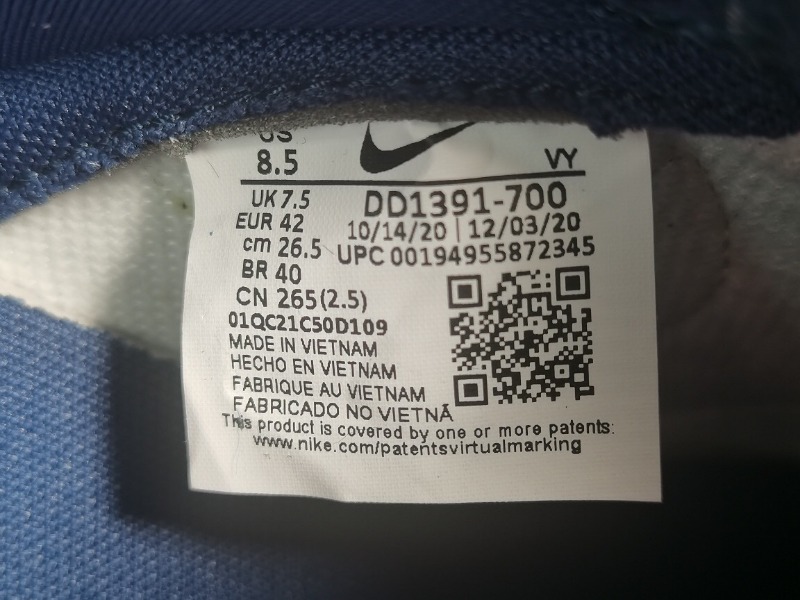 US
8.5
VY
UK 7.5
EUR 42
cm 26.5
BR 40
CN 265(2.5)
DD1391-700
10/14/20 | 12/03/20
UPC 00194955872345
01QC21C50D109
MADE IN VIETNAM
HECHO EN VIETNAM
FABRIQUE AU VIETNAM
FABRICADO NO VIETNÃ
This product is covered by one or more patents:
www.nike.com/patentsvirtualmarking